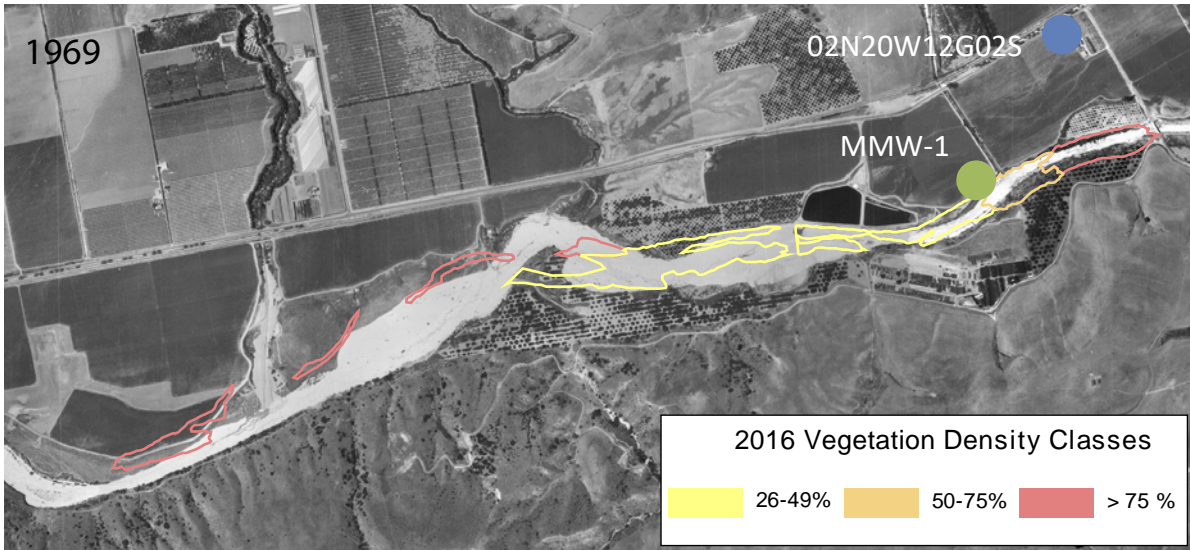 1969
02N20W12G02S
MMW-1
2016 Vegetation Density Classes
26-49% 50-75% > 75 %